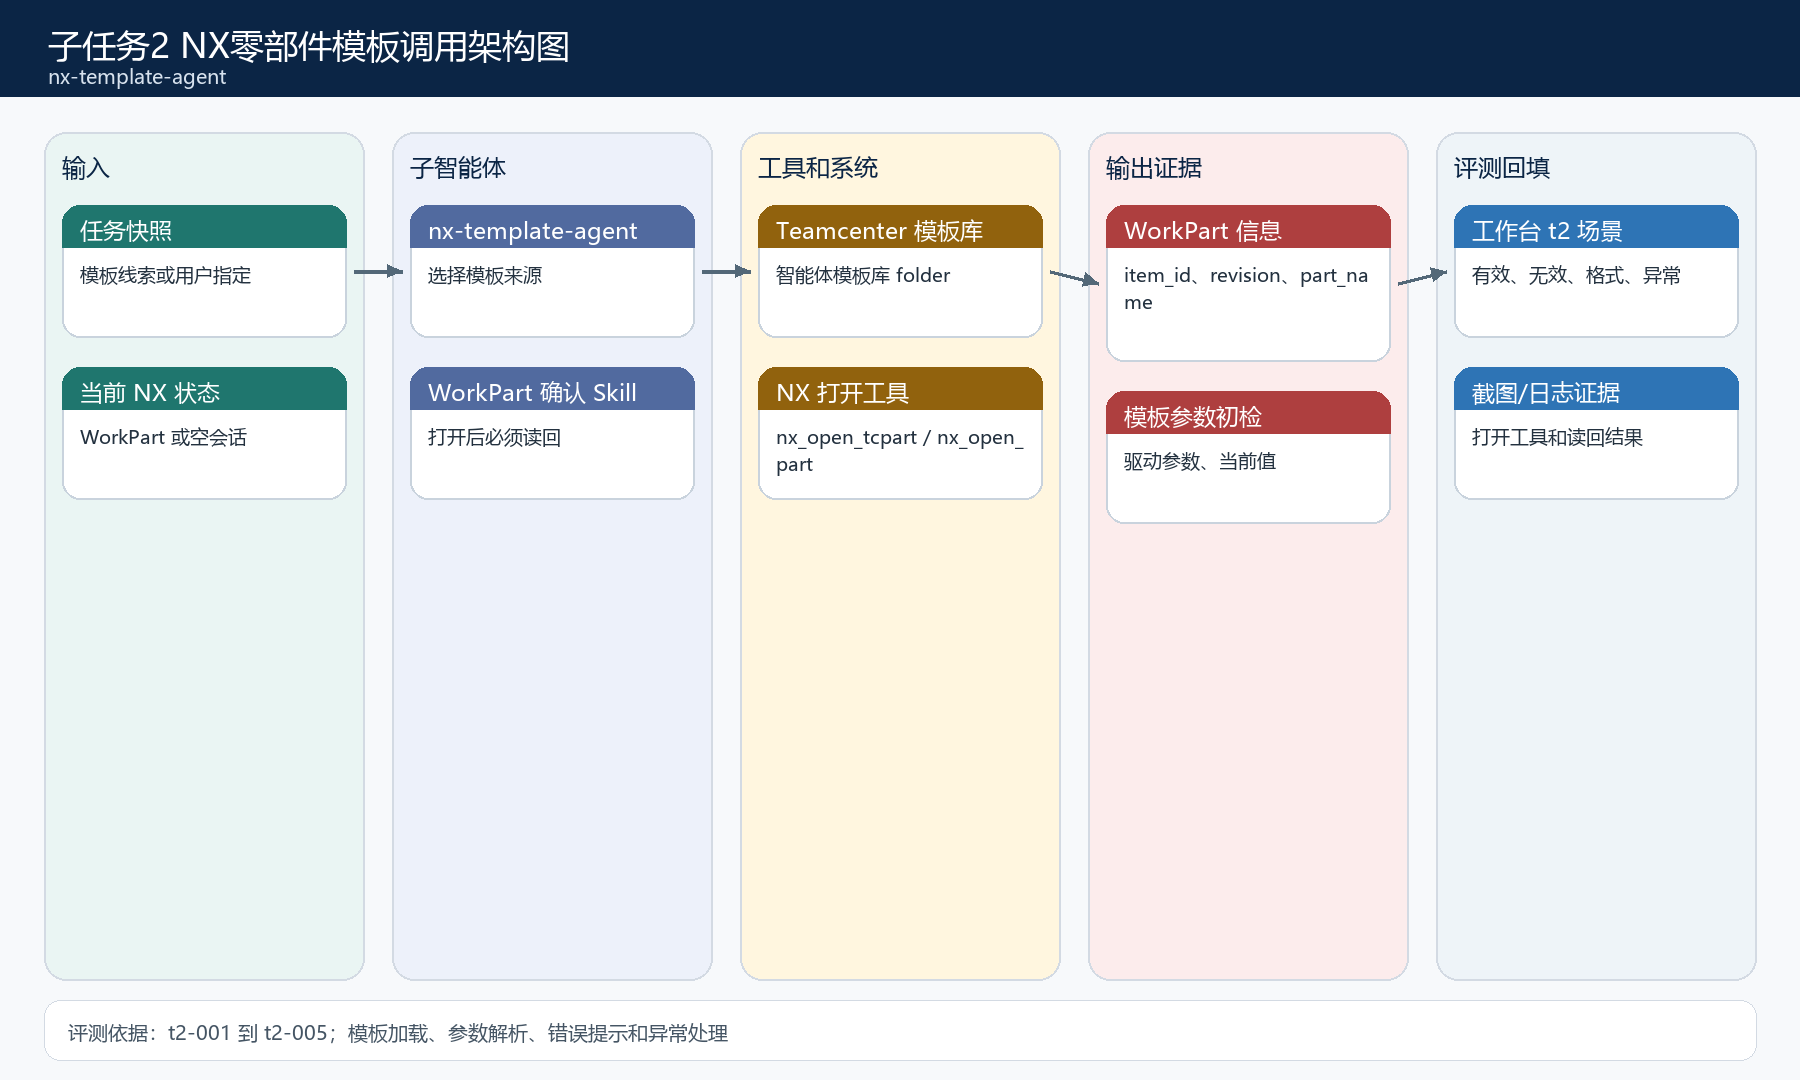 子任务2 NX零部件模板调用架构图
nx-template-agent
输入
任务快照
模板线索或用户指定
当前 NX 状态
WorkPart 或空会话
子智能体
nx-template-agent
选择模板来源
WorkPart 确认 Skill
打开后必须读回
工具和系统
Teamcenter 模板库
智能体模板库 folder
NX 打开工具
nx_open_tcpart / nx_open_
part
输出证据
WorkPart 信息
item_id、revision、part_na
me
模板参数初检
驱动参数、当前值
评测回填
工作台 t2 场景
有效、无效、格式、异常
截图/日志证据
打开工具和读回结果
评测依据：t2-001 到 t2-005；模板加载、参数解析、错误提示和异常处理